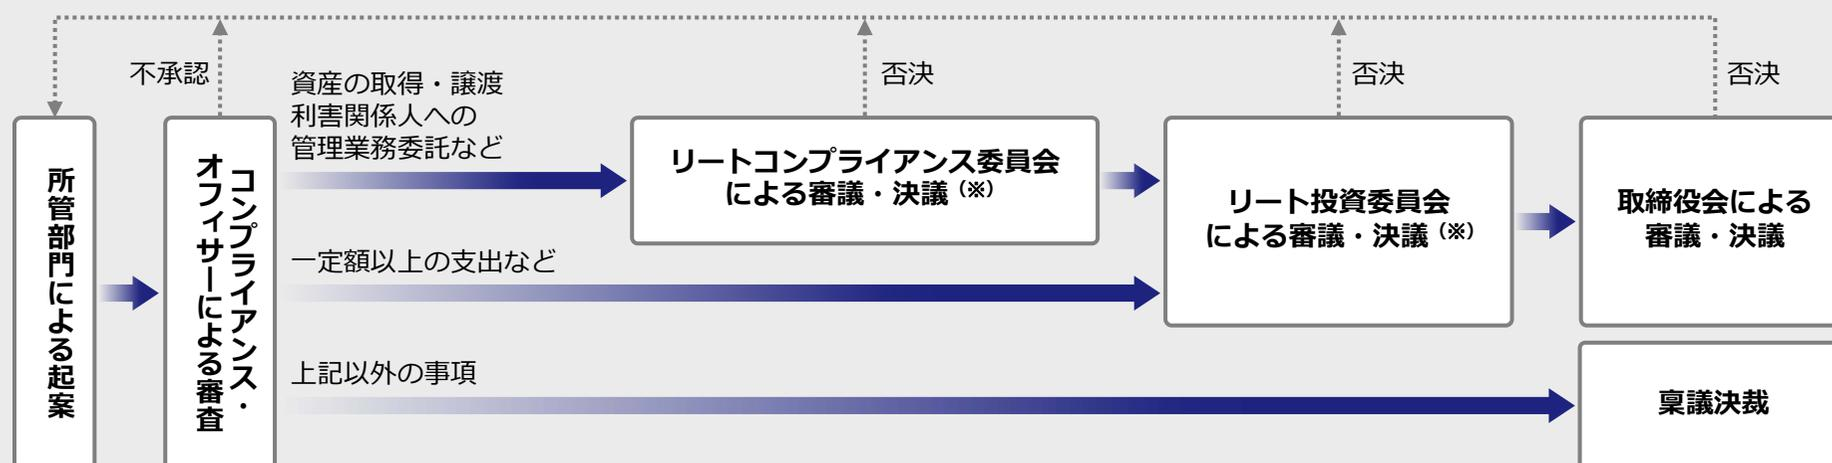 不承認
否決
否決
否決
所管部門による起案
コンプライアンス・
オフィサーによる審査
資産の取得・譲渡
利害関係人への
管理業務委託など
リートコンプライアンス委員会
による審議・決議（※）
リート投資委員会
による審議・決議（※）
取締役会による
審議・決議
一定額以上の支出など
上記以外の事項
稟議決裁